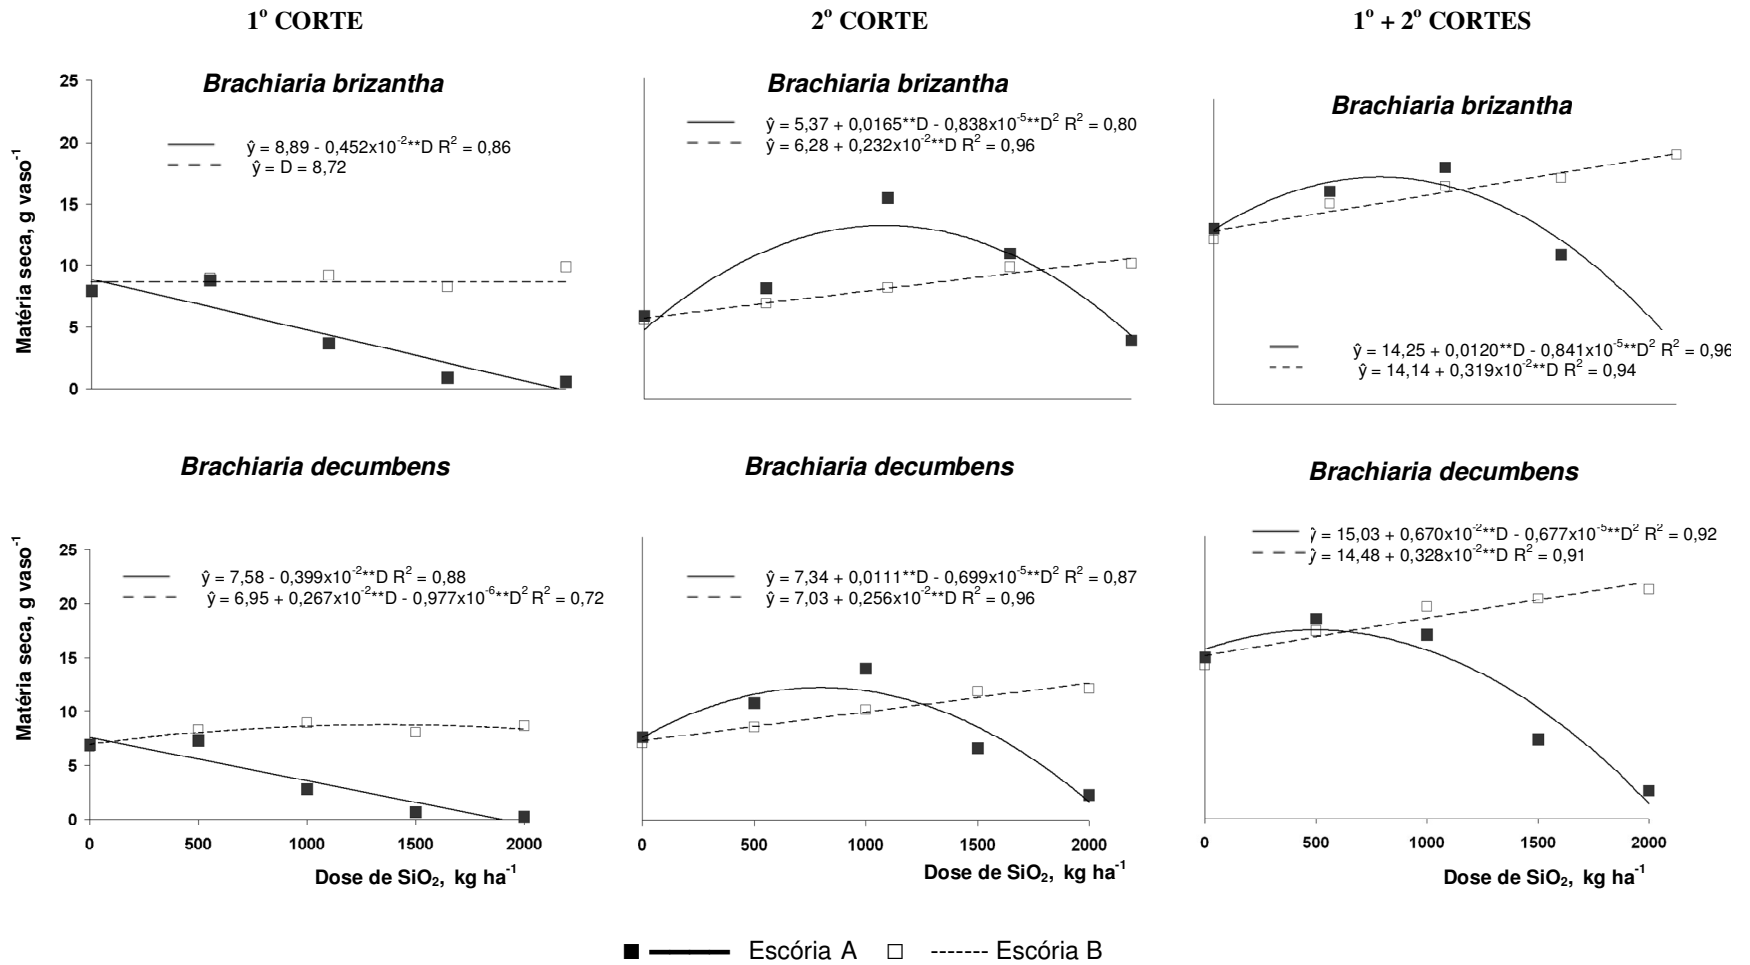 1º CORTE
2º CORTE
1º + 2º CORTES
Brachiaria brizantha
25
20
15
10
5
0
Matéria seca, g vaso⁻¹
ŷ = 8,89 - 0,452x10⁻²**D R² = 0,86
ŷ = D = 8,72
Brachiaria brizantha
ŷ = 5,37 + 0,0165**D - 0,838x10⁻⁵**D² R² = 0,80
ŷ = 6,28 + 0,232x10⁻²**D R² = 0,96
Brachiaria brizantha
ŷ = 14,25 + 0,0120**D - 0,841x10⁻⁵**D² R² = 0,96
ŷ = 14,14 + 0,319x10⁻²**D R² = 0,94
Brachiaria decumbens
25
20
15
10
5
0
Matéria seca, g vaso⁻¹
ŷ = 7,58 - 0,399x10⁻²**D R² = 0,88
ŷ = 6,95 + 0,267x10⁻²**D - 0,977x10⁻⁶**D² R² = 0,72
0 500 1000 1500 2000
Dose de SiO₂, kg ha⁻¹
Brachiaria decumbens
ŷ = 7,34 + 0,0111**D - 0,699x10⁻⁵**D² R² = 0,87
ŷ = 7,03 + 0,256x10⁻²**D R² = 0,96
0 500 1000 1500 2000
Dose de SiO₂, kg ha⁻¹
Brachiaria decumbens
ŷ = 15,03 + 0,670x10⁻²**D - 0,677x10⁻⁵**D² R² = 0,92
ŷ = 14,48 + 0,328x10⁻²**D R² = 0,91
0 500 1000 1500 2000
Dose de SiO₂, kg ha⁻¹
Escória A
Escória B